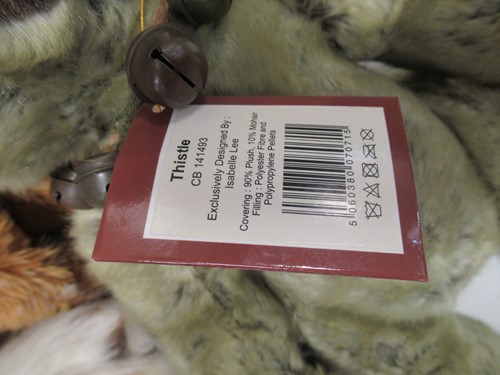 Thistle
CB 141493
Exclusively Designed By :
Isabelle Lee
Covering : 90% Plush, 10% Mohair
Filling : Polyester Fibre and
Polypropylene Pellets
5 060380 070715